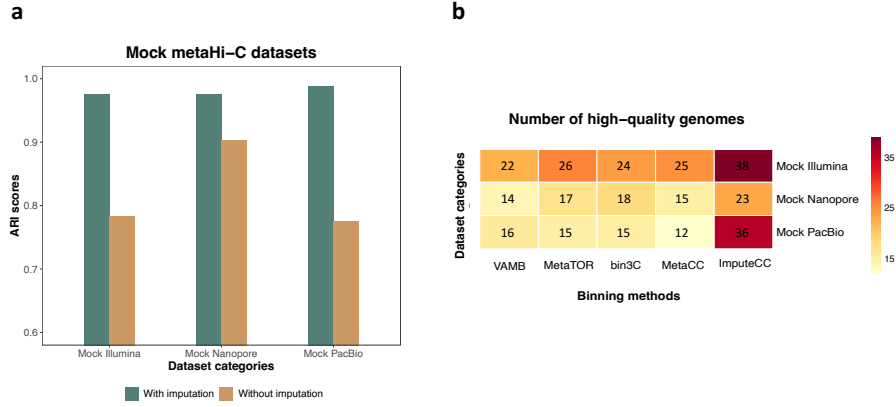 a
Mock metaHi-C datasets
ARI scores
1.0
0.9
0.8
0.7
0.6
Mock Illumina Mock Nanopore Mock PacBio
Dataset categories
With imputation Without imputation
b
Number of high-quality genomes
Dataset categories
22 26 24 25 38 Mock Illumina
14 17 18 15 23 Mock Nanopore
16 15 15 12 36 Mock PacBio
VAMB MetaTOR bin3C MetaCC ImputeCC
Binning methods
35
25
15